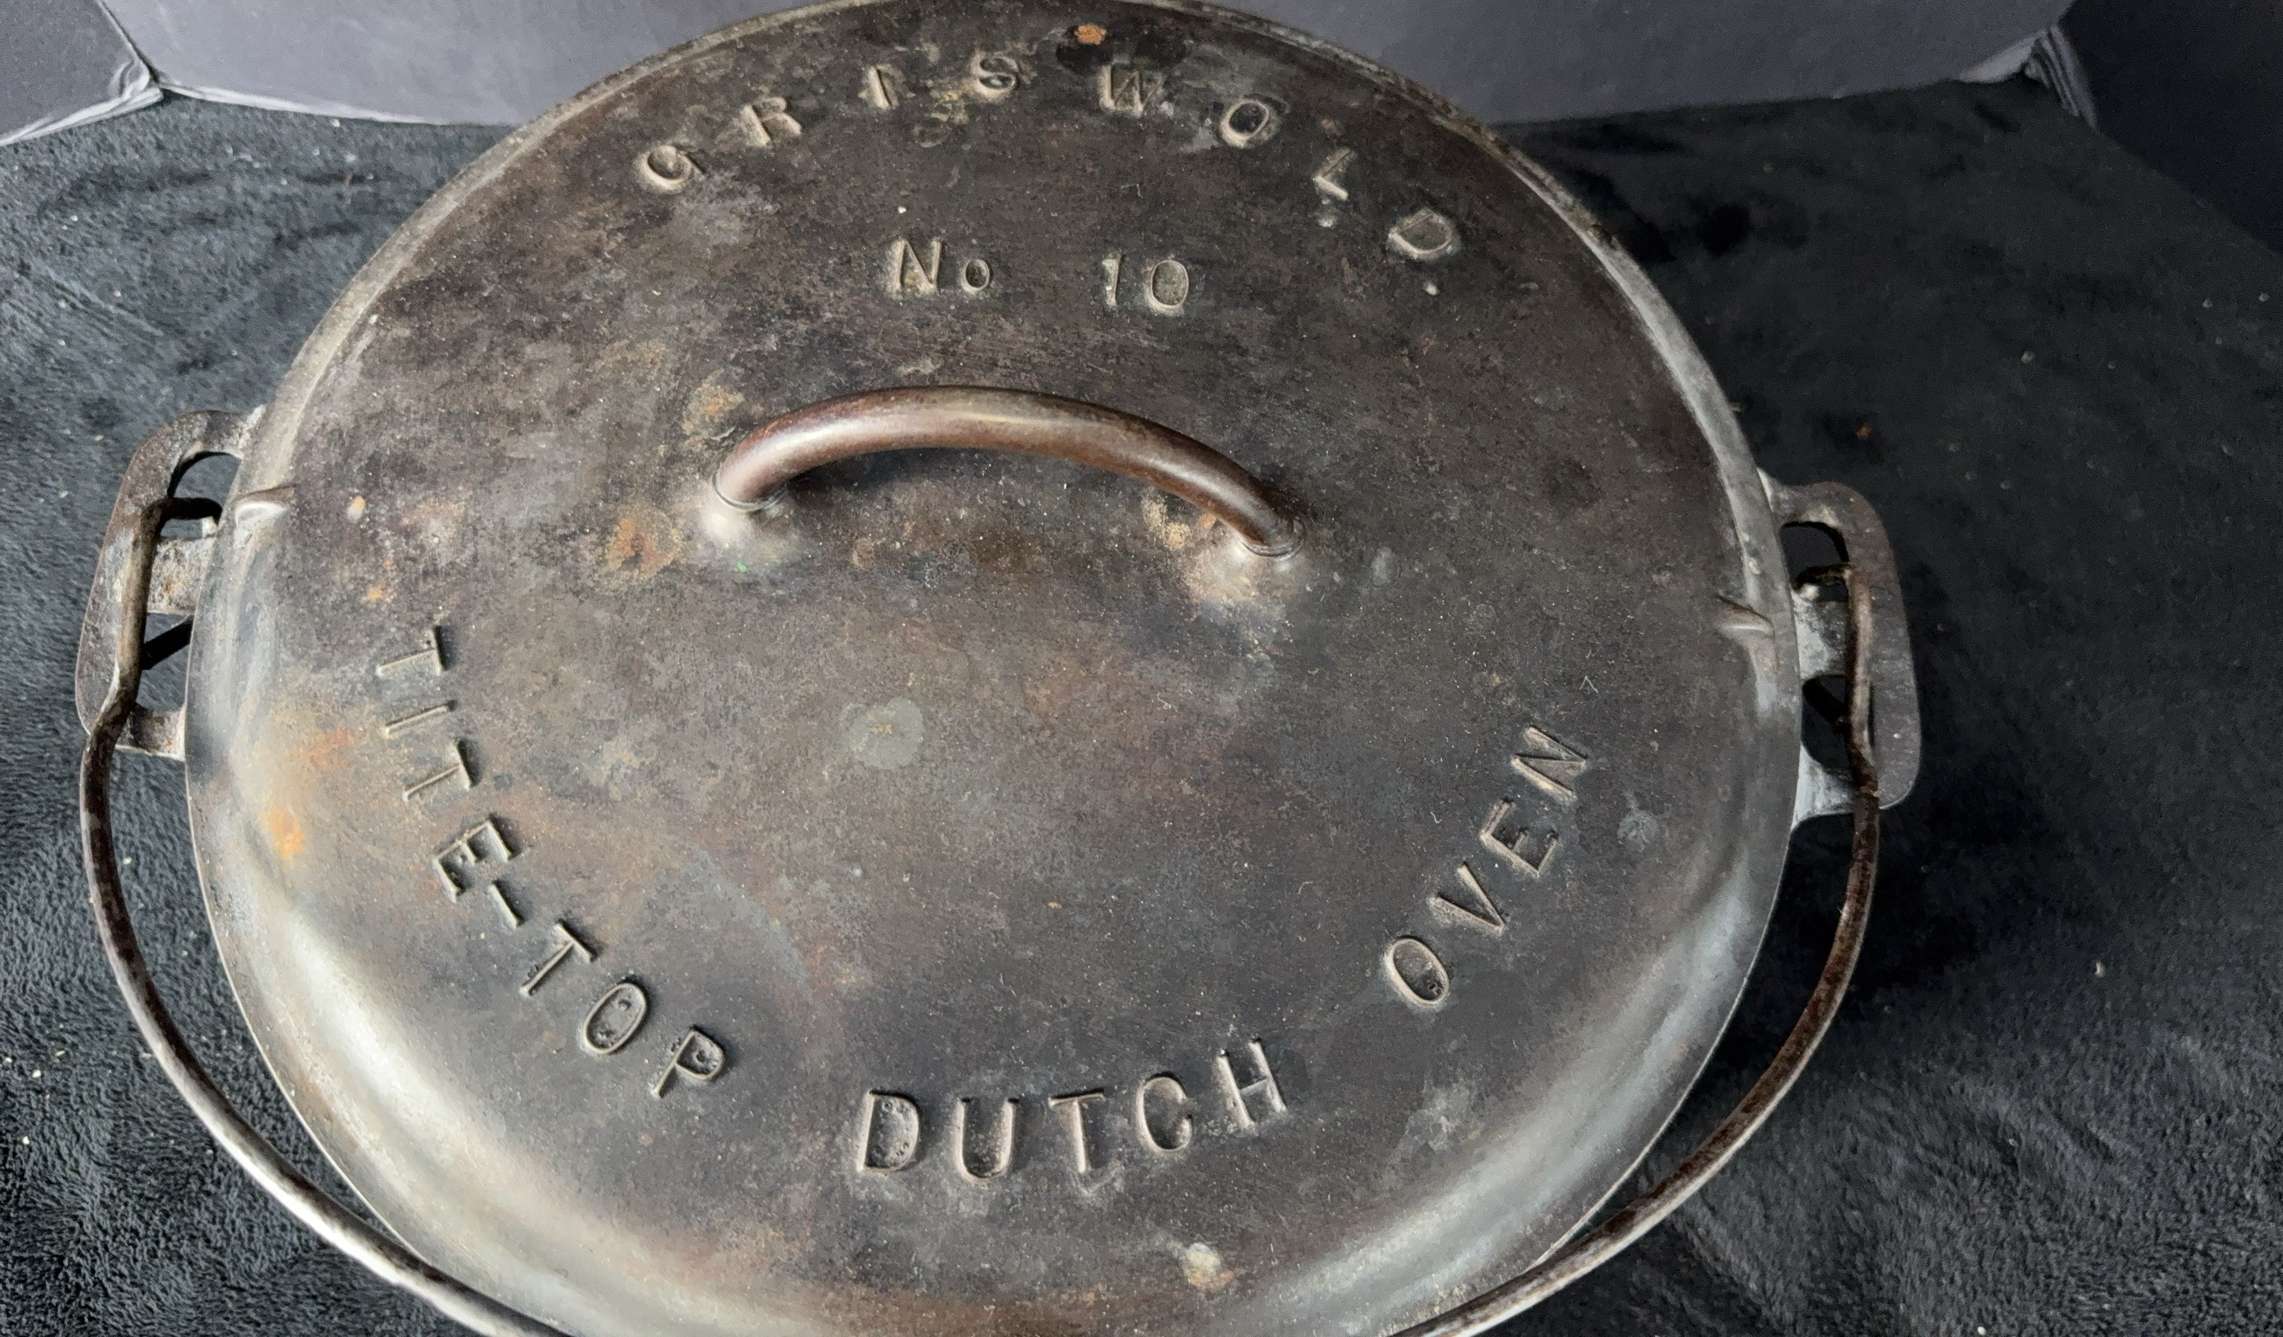 GRISWOLD
No 10
TITE-TOP DUTCH OVEN